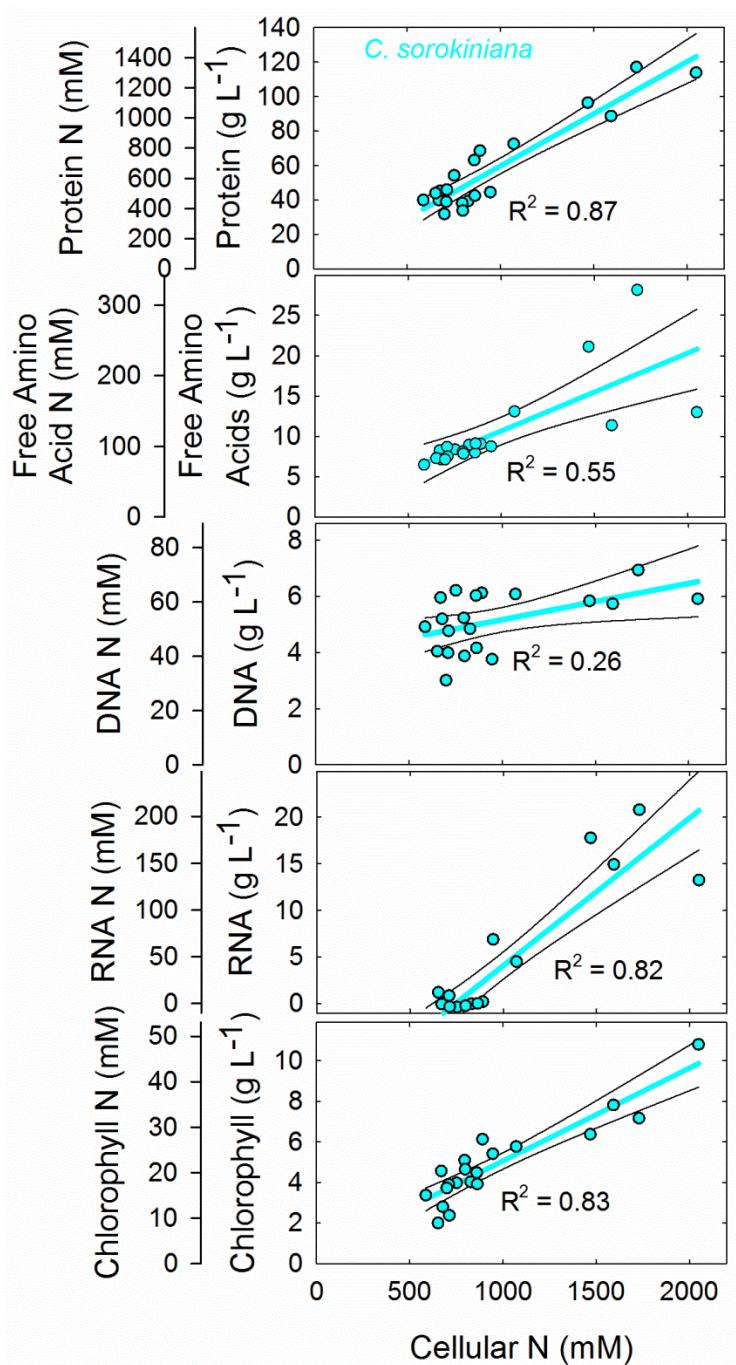 C. sorokiniana
Protein N (mM)
0
200
400
600
800
1000
1200
1400
Protein (g L⁻¹)
0
20
40
60
80
100
120
140
R² = 0.87
Free Amino
Acid N (mM)
0
100
200
300
Free Amino
Acids (g L⁻¹)
0
5
10
15
20
25
R² = 0.55
DNA N (mM)
0
20
40
60
80
DNA (g L⁻¹)
0
2
4
6
8
R² = 0.26
RNA N (mM)
0
50
100
150
200
RNA (g L⁻¹)
0
5
10
15
20
R² = 0.82
Chlorophyll N (mM)
0
10
20
30
40
50
Chlorophyll (g L⁻¹)
0
2
4
6
8
10
R² = 0.83
0 500 1000 1500 2000
Cellular N (mM)